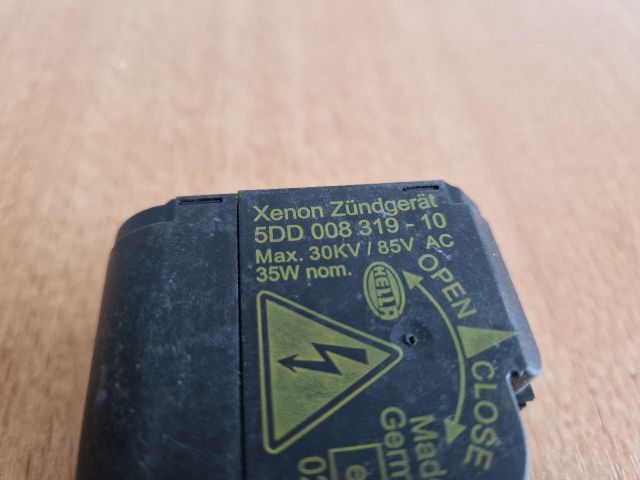 Xenon Zündgerät
5DD 008 319 - 10
Max. 30KV / 85V AC
35W nom.
HELLA
OPEN
CLOSE